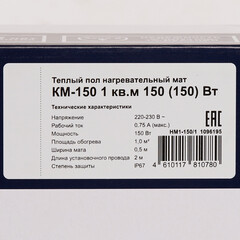 Теплый пол нагревательный мат
КМ-150 1 кв.м 150 (150) Вт
Технические характеристики
Напряжение 220-230 В~
Рабочий ток 0,75 А (макс.)
Мощность 150 Вт
Площадь обогрева 1,0 м²
Ширина мата 0,5 м
Длина установочного провода 2 м
Степень защиты IP67
EAC
НМ1-150/1 1096195
4 610117 810780